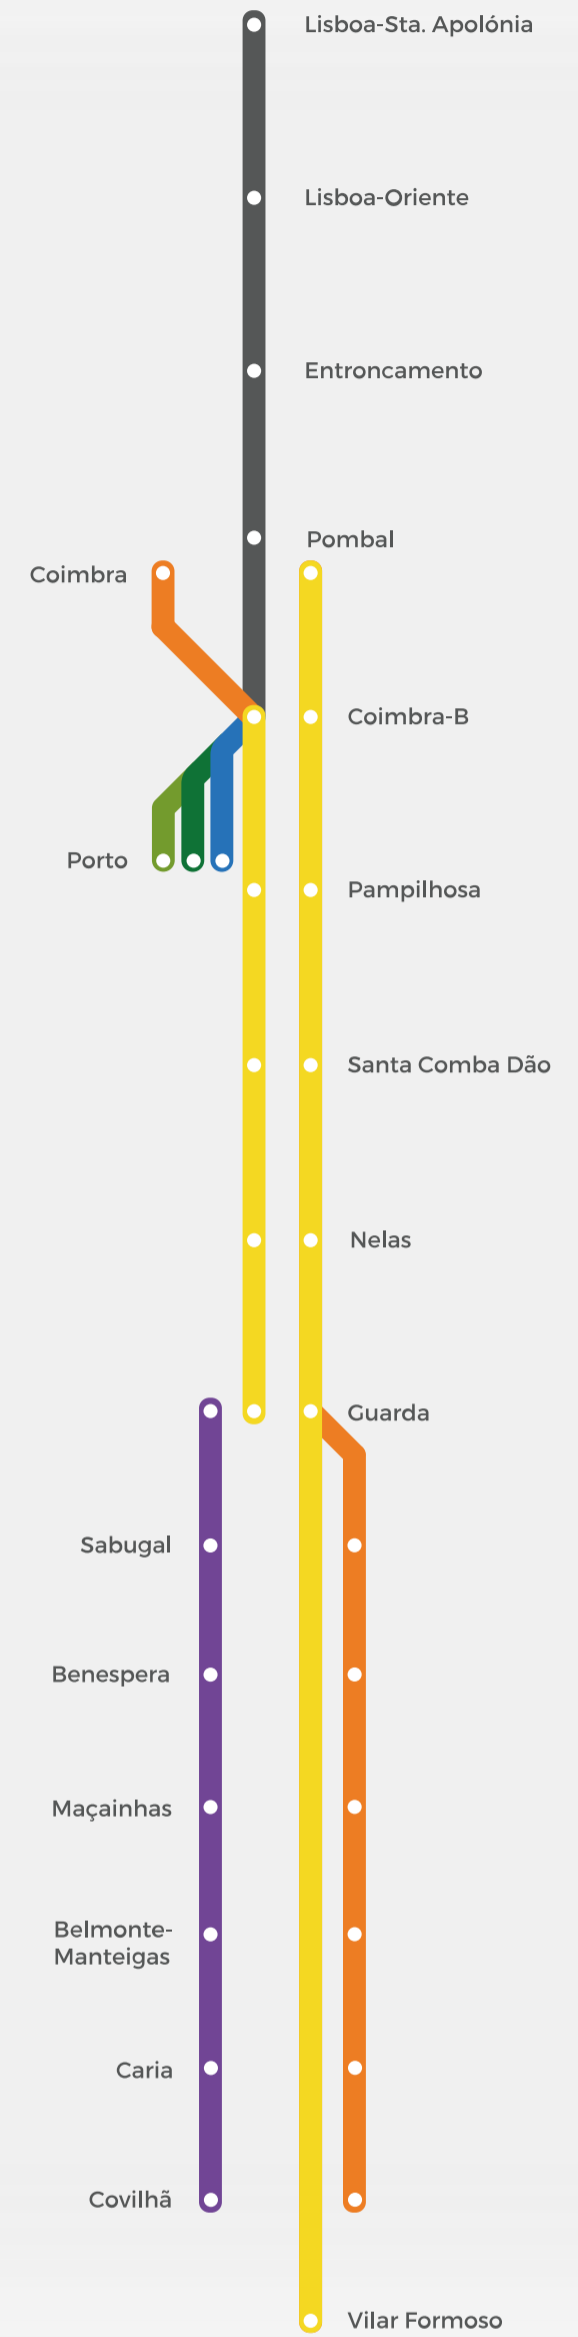 Lisboa-Sta. Apolónia
Lisboa-Oriente
Entroncamento
Pombal
Coimbra
Coimbra-B
Porto
Pampilhosa
Santa Comba Dão
Nelas
Guarda
Sabugal
Benespera
Maçainhas
Belmonte-
Manteigas
Caria
Covilhã
Vilar Formoso